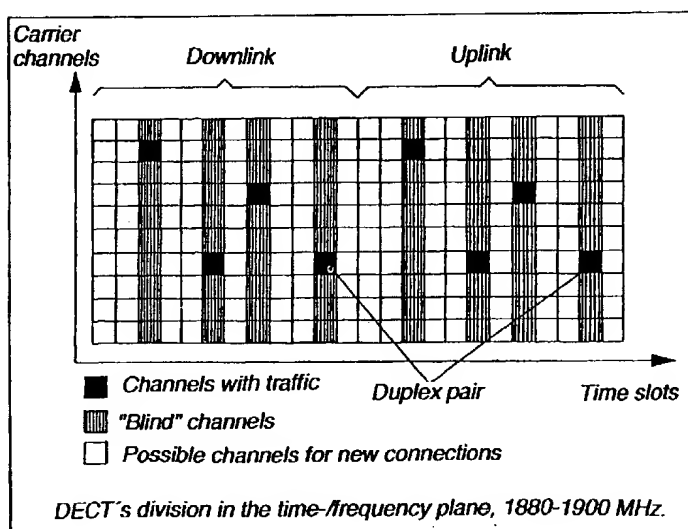 Carrier
channels
Downlink
Uplink
Duplex pair
Time slots
Channels with traffic
"Blind" channels
Possible channels for new connections
DECT´s division in the time-/frequency plane, 1880-1900 MHz.